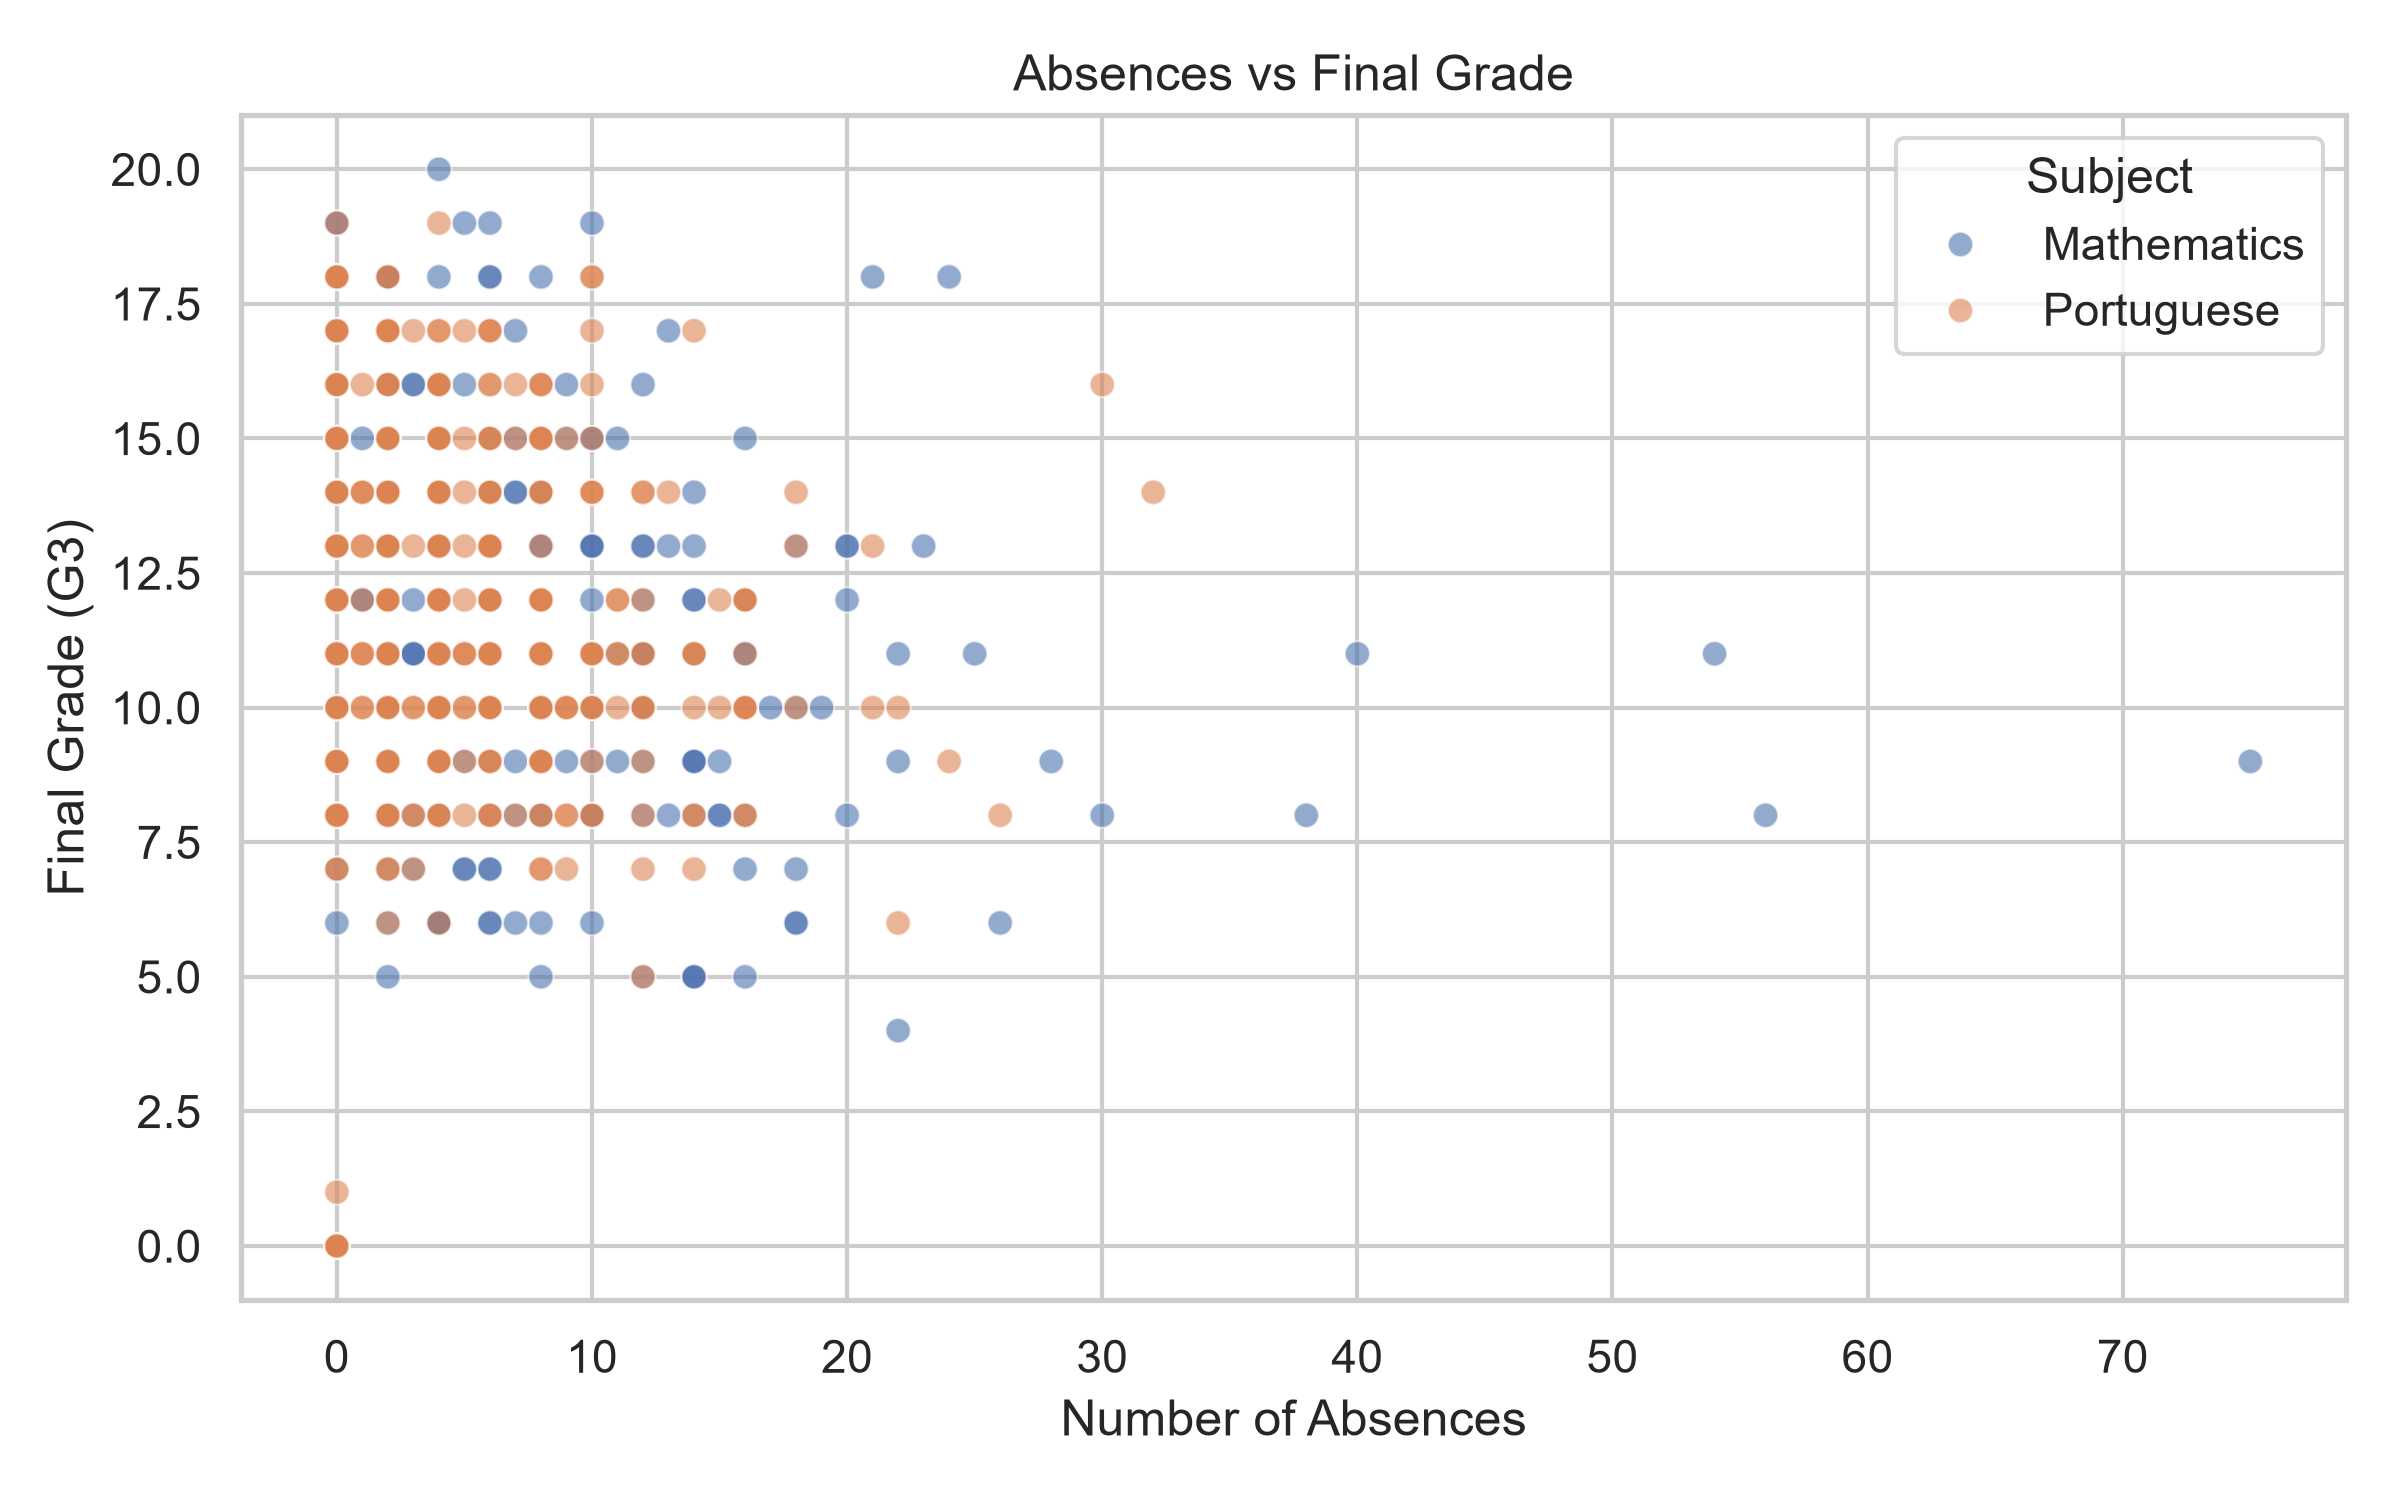 Absences vs Final Grade
Subject
Mathematics
Portuguese
Final Grade (G3)
20.0
17.5
15.0
12.5
10.0
7.5
5.0
2.5
0.0
0 10 20 30 40 50 60 70
Number of Absences